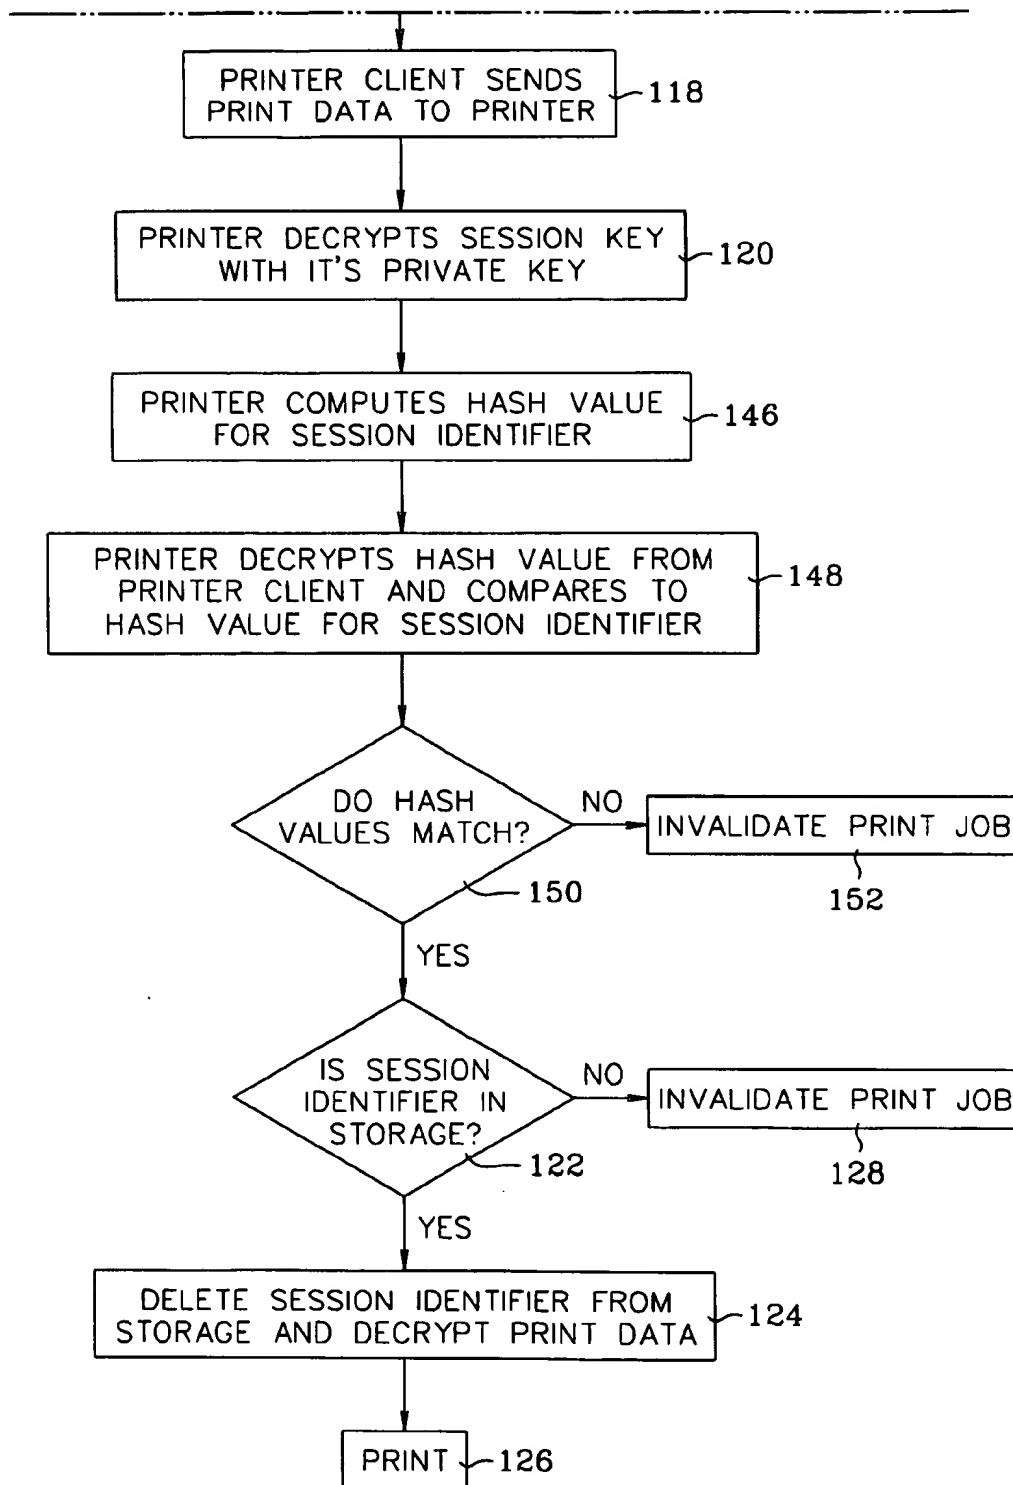 PRINTER CLIENT SENDS
PRINT DATA TO PRINTER
118
PRINTER DECRYPTS SESSION KEY
WITH IT'S PRIVATE KEY
120
PRINTER COMPUTES HASH VALUE
FOR SESSION IDENTIFIER
146
PRINTER DECRYPTS HASH VALUE FROM
PRINTER CLIENT AND COMPARES TO
HASH VALUE FOR SESSION IDENTIFIER
148
DO HASH
VALUES MATCH?
150
NO
INVALIDATE PRINT JOB
152
YES
IS SESSION
IDENTIFIER IN
STORAGE?
122
NO
INVALIDATE PRINT JOB
128
YES
DELETE SESSION IDENTIFIER FROM
STORAGE AND DECRYPT PRINT DATA
124
PRINT
126